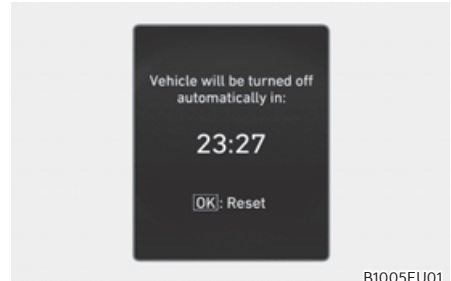 Vehicle will be turned off
automatically in:
23:27
OK: Reset
B1005EU01